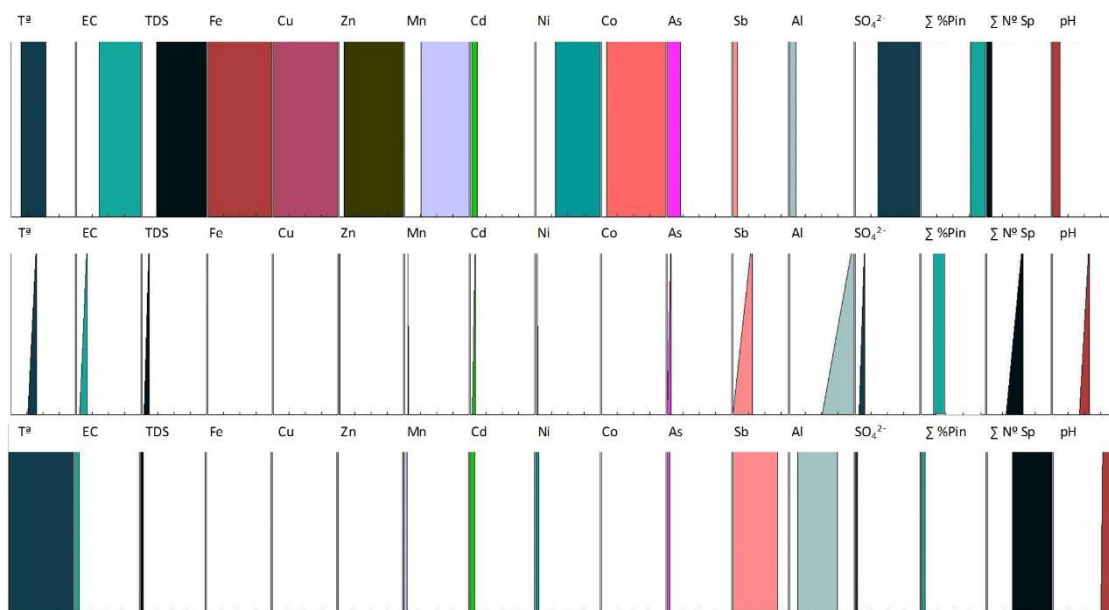 Tª EC TDS Fe Cu Zn Mn Cd Ni Co As Sb Al SO₄²⁻ ∑ %Pin ∑ Nº Sp pH
Tª EC TDS Fe Cu Zn Mn Cd Ni Co As Sb Al SO₄²⁻ ∑ %Pin ∑ Nº Sp pH
Tª EC TDS Fe Cu Zn Mn Cd Ni Co As Sb Al SO₄²⁻ ∑ %Pin ∑ Nº Sp pH